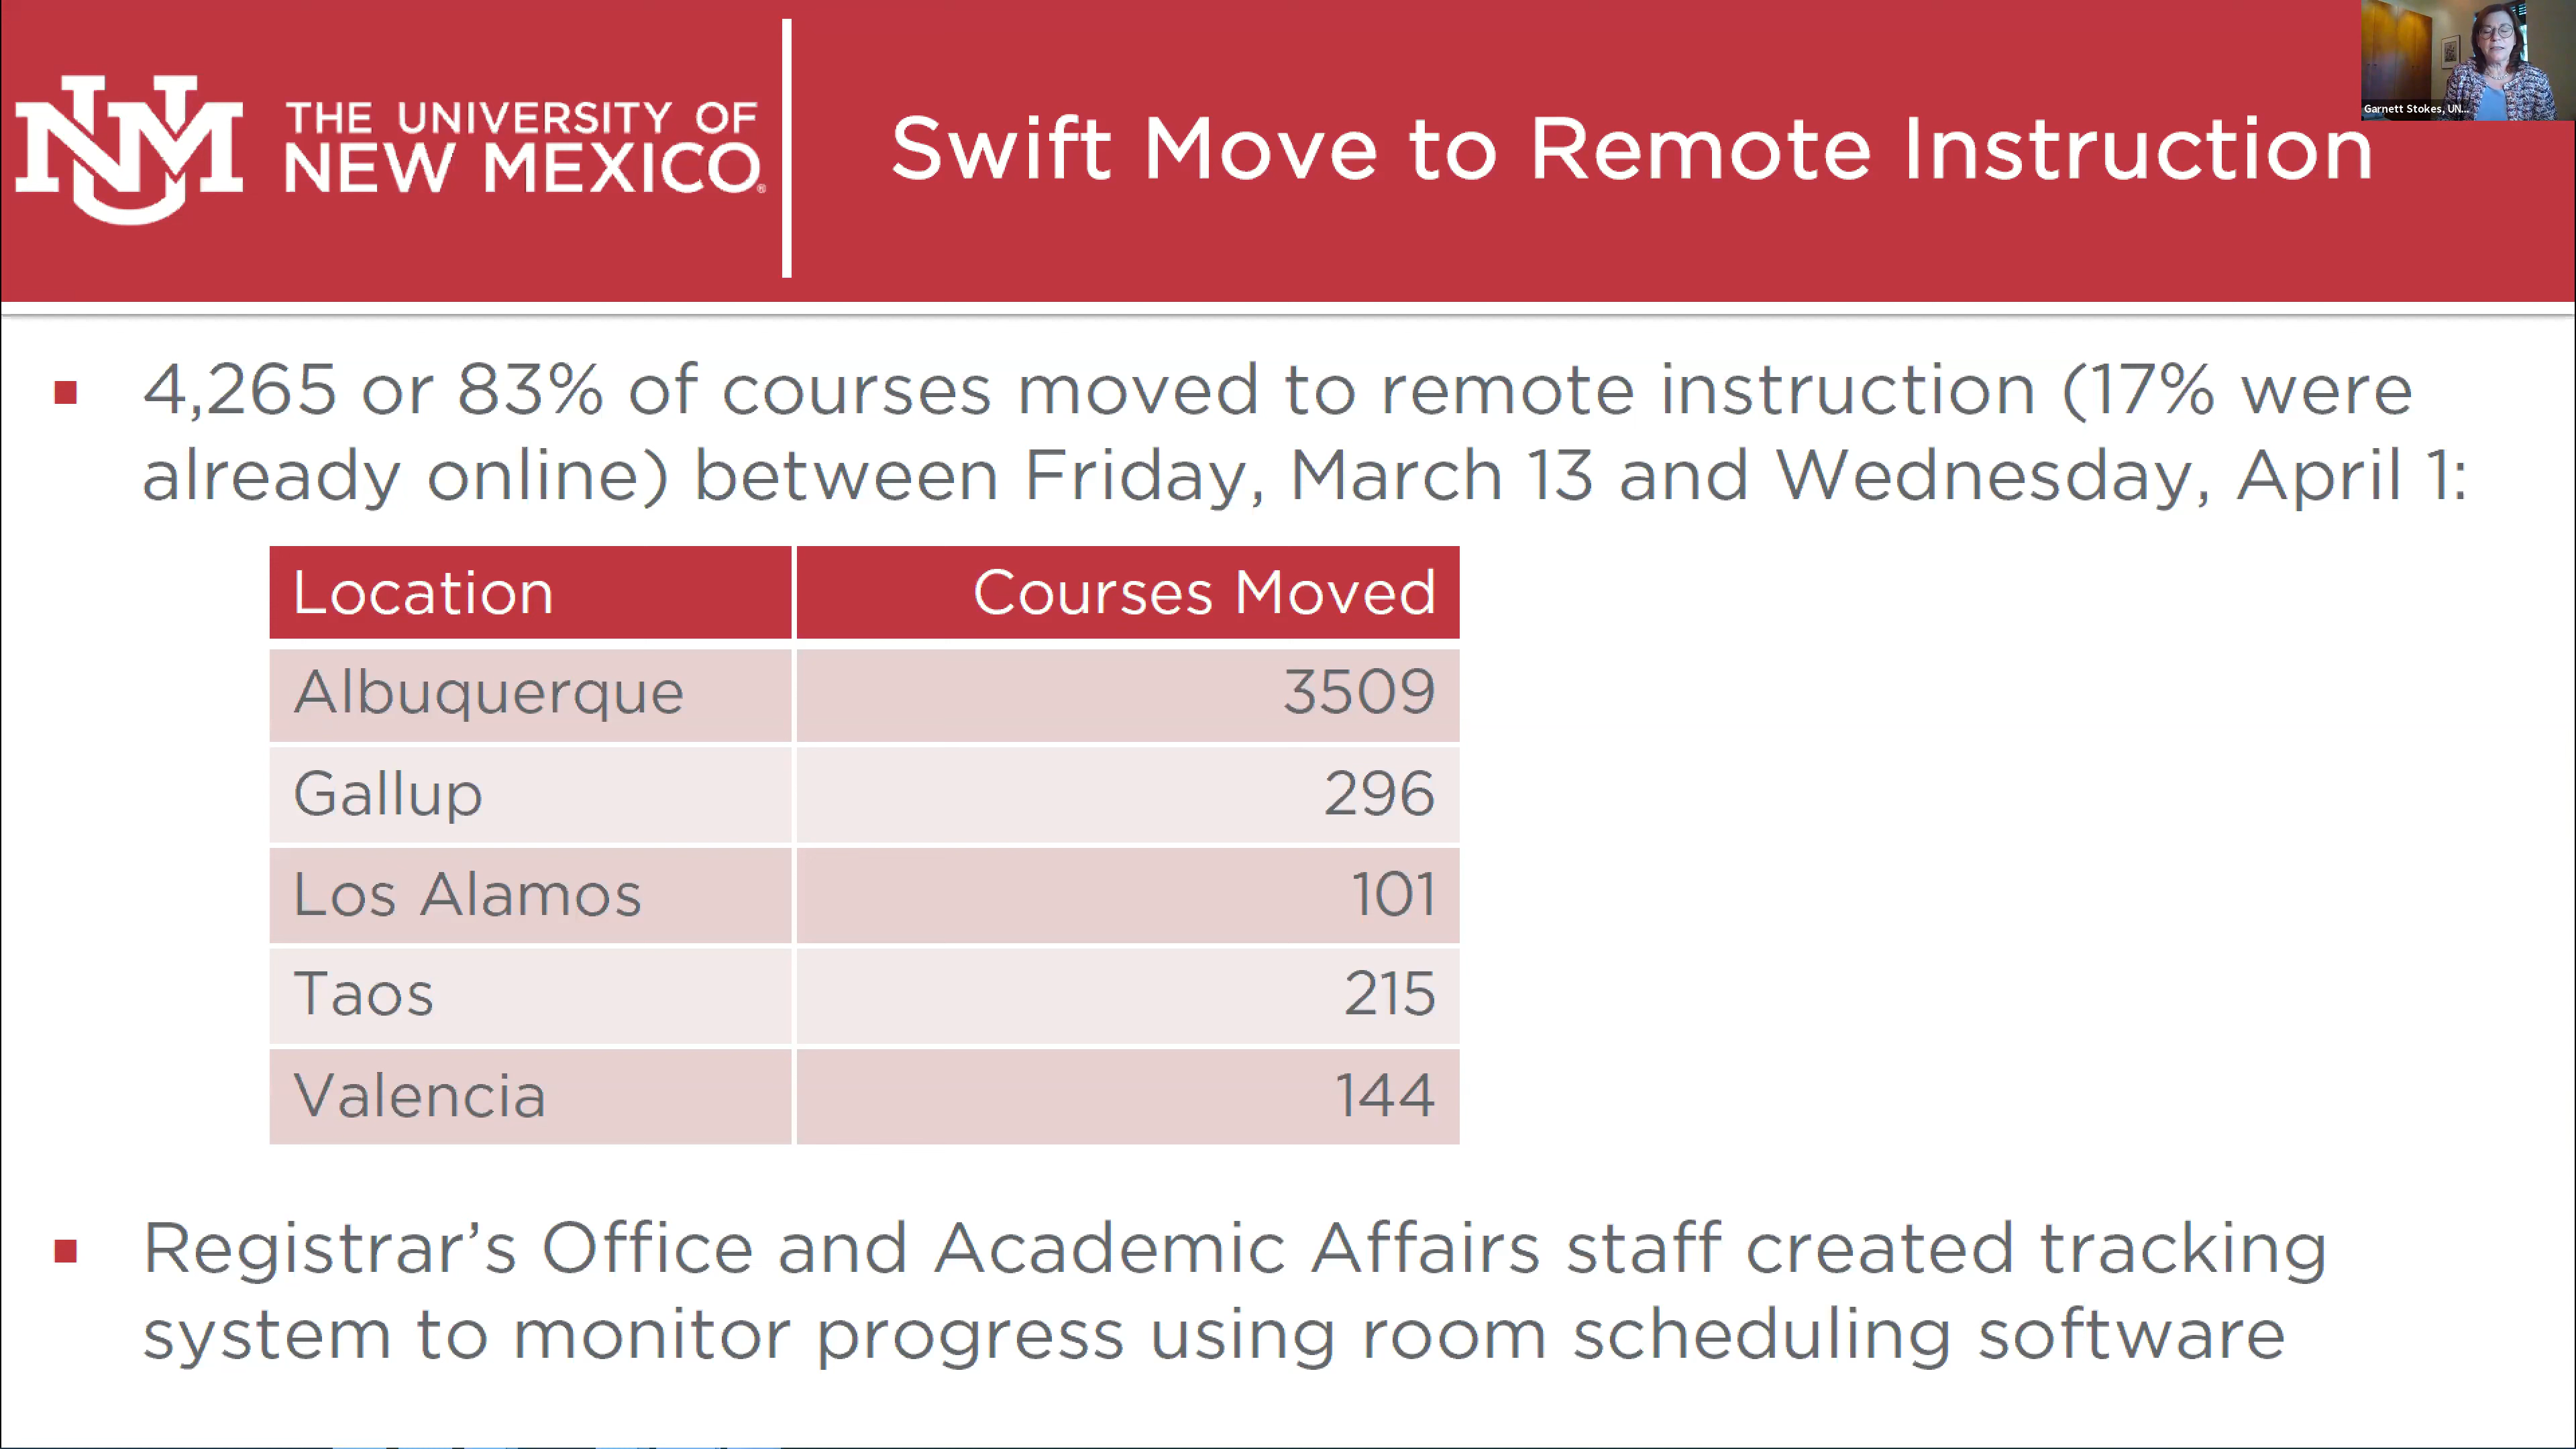 UNM
THE UNIVERSITY OF
NEW MEXICO®
Swift Move to Remote Instruction
Garnett Stokes, UN...
▪ 4,265 or 83% of courses moved to remote instruction (17% were
already online) between Friday, March 13 and Wednesday, April 1:
Location Courses Moved
Albuquerque 3509
Gallup 296
Los Alamos 101
Taos 215
Valencia 144
▪ Registrar’s Office and Academic Affairs staff created tracking
system to monitor progress using room scheduling software